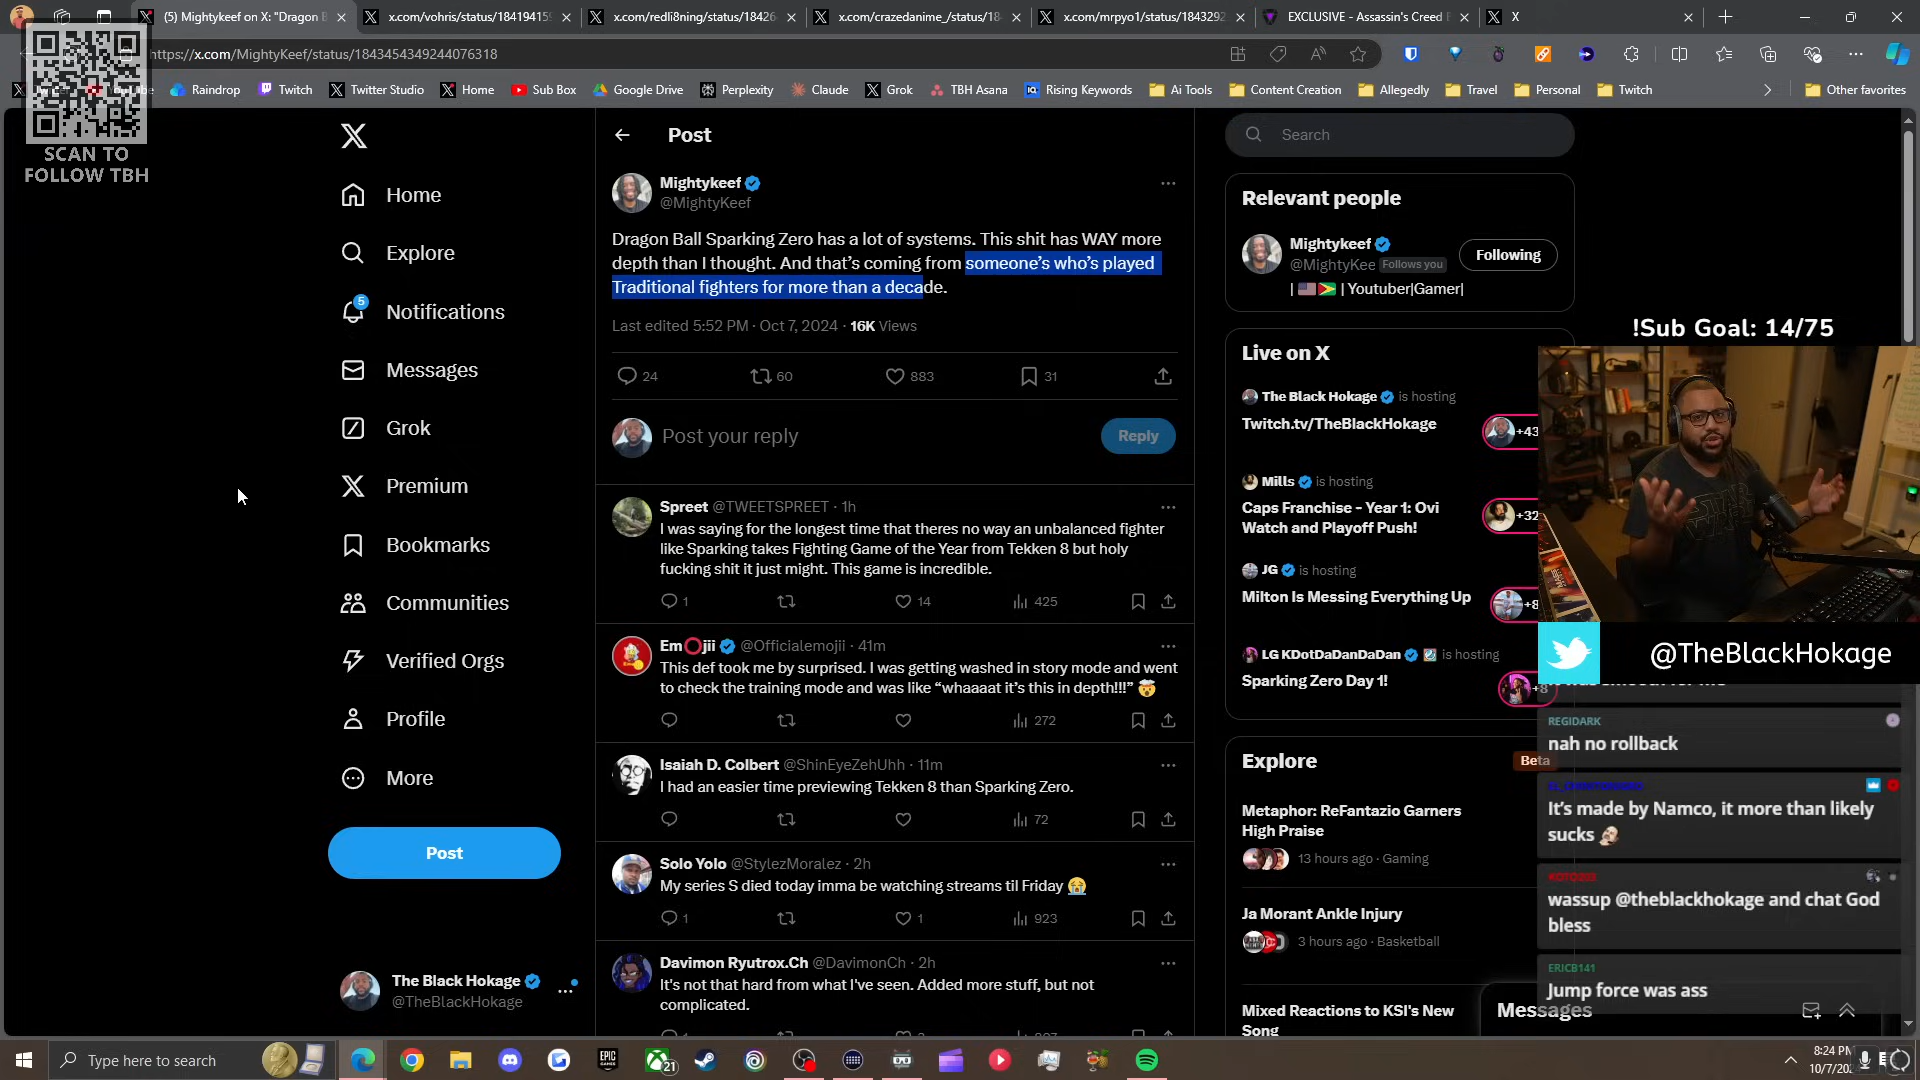 (5) Mightykeef on X: "Dragon B
x.com/vohris/status/184194155
x.com/redli8ning/status/18426
x.com/crazedanime_/status/18
x.com/mrpyo1/status/1843292
EXCLUSIVE - Assassin's Creed
X
https://x.com/MightyKeef/status/1843454349244076318
Raindrop
Twitch
Twitter Studio
Home
Sub Box
Google Drive
Perplexity
Claude
Grok
TBH Asana
Rising Keywords
Ai Tools
Content Creation
Allegedly
Travel
Personal
Twitch
Other favorites
SCAN TO
FOLLOW TBH
Home
Explore
5
Notifications
Messages
Grok
Premium
Bookmarks
Communities
Verified Orgs
Profile
More
Post
The Black Hokage
@TheBlackHokage
Post
Mightykeef
@MightyKeef
Dragon Ball Sparking Zero has a lot of systems. This shit has WAY more
depth than I thought. And that's coming from someone's who's played
Traditional fighters for more than a decade.
Last edited 5:52 PM · Oct 7, 2024 · 16K Views
24
60
883
31
Post your reply
Reply
Spreet @TWEETSPREET · 1h
I was saying for the longest time that theres no way an unbalanced fighter
like Sparking takes Fighting Game of the Year from Tekken 8 but holy
fucking shit it just might. This game is incredible.
1
14
425
Em⭕jii @Officialemojii · 41m
This def took me by surprised. I was getting washed in story mode and went
to check the training mode and was like “whaaaat it's this in depth!!!” 🤯
272
Isaiah D. Colbert @ShinEyeZehUhh · 11m
I had an easier time previewing Tekken 8 than Sparking Zero.
72
Solo Yolo @StylezMoralez · 2h
My series S died today imma be watching streams til Friday 😭
1
1
923
Davimon Ryutrox.Ch @DavimonCh · 2h
It's not that hard from what I've seen. Added more stuff, but not
complicated.
Search
Relevant people
Mightykeef
@MightyKee Follows you
Following
| 🇺🇸🇬🇾 | Youtuber|Gamer|
Live on X
The Black Hokage is hosting
Twitch.tv/TheBlackHokage
+43
Mills is hosting
Caps Franchise - Year 1: Ovi
Watch and Playoff Push!
+32
JG is hosting
Milton Is Messing Everything Up
+8
LG KDotDaDanDaDan is hosting
Sparking Zero Day 1!
+8
Explore
Beta
Metaphor: ReFantazio Garners
High Praise
13 hours ago · Gaming
Ja Morant Ankle Injury
3 hours ago · Basketball
Mixed Reactions to KSI's New
Song
Messages
!Sub Goal: 14/75
@TheBlackHokage
REGIDARK
nah no rollback
It's made by Namco, it more than likely
sucks
wassup @theblackhokage and chat God
bless
ERICB141
Jump force was ass
Type here to search
EPIC
GAMES
21
8:24 PM